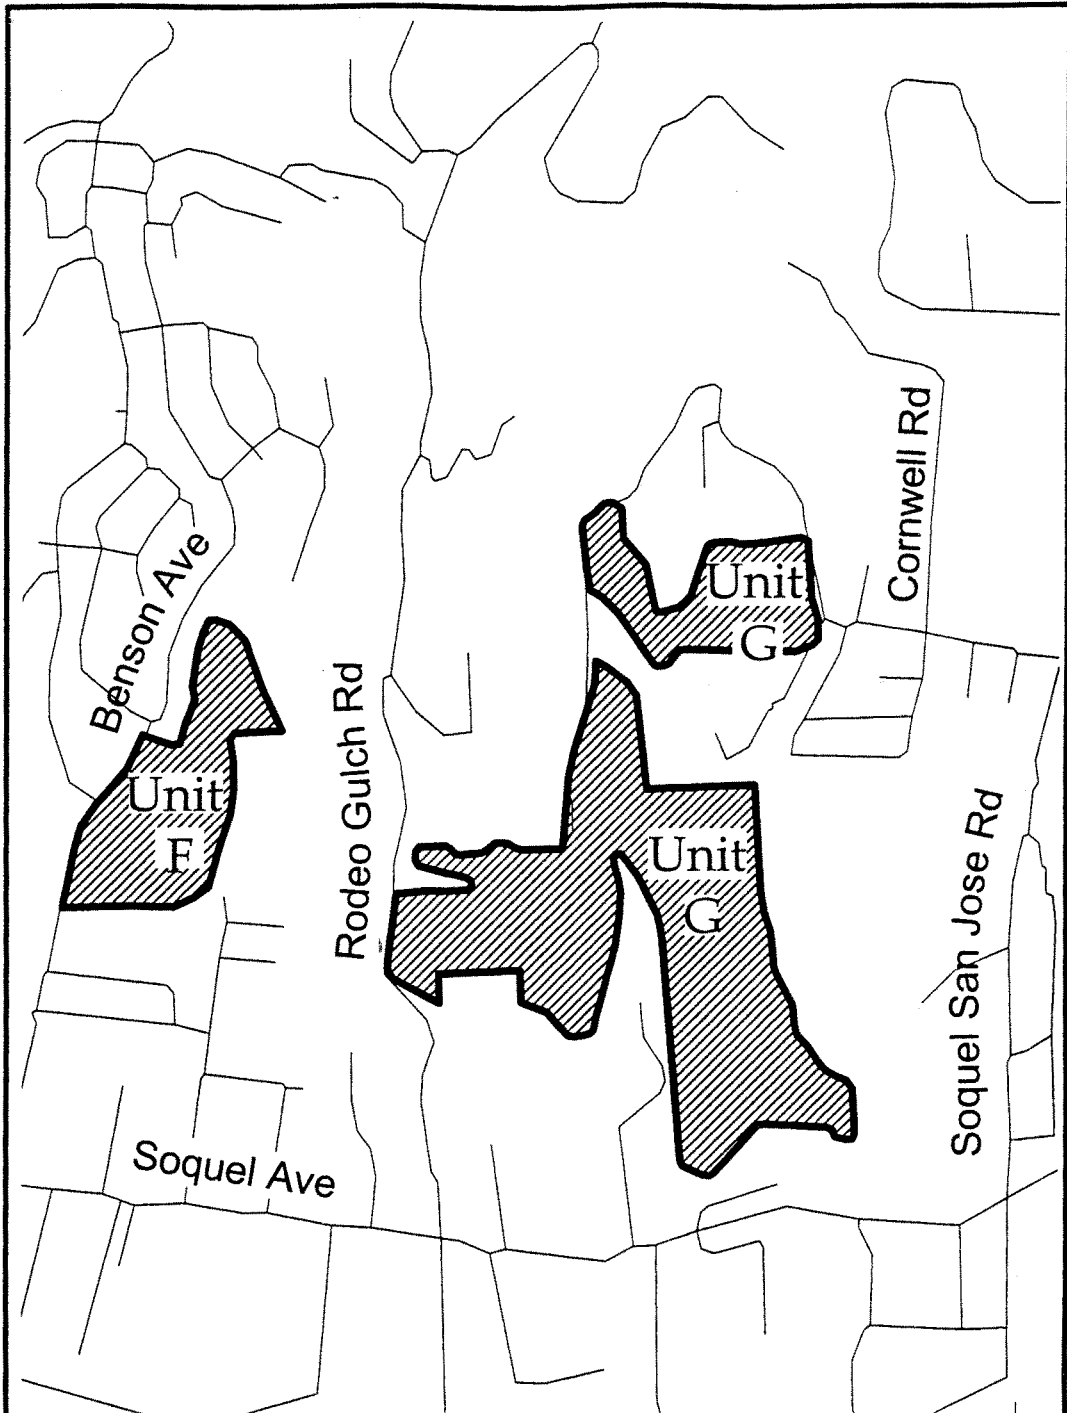 Cornwell Rd
Benson Ave
Unit
G
Rodeo Gulch Rd
Unit
F
Unit
G
Soquel San Jose Rd
Soquel Ave